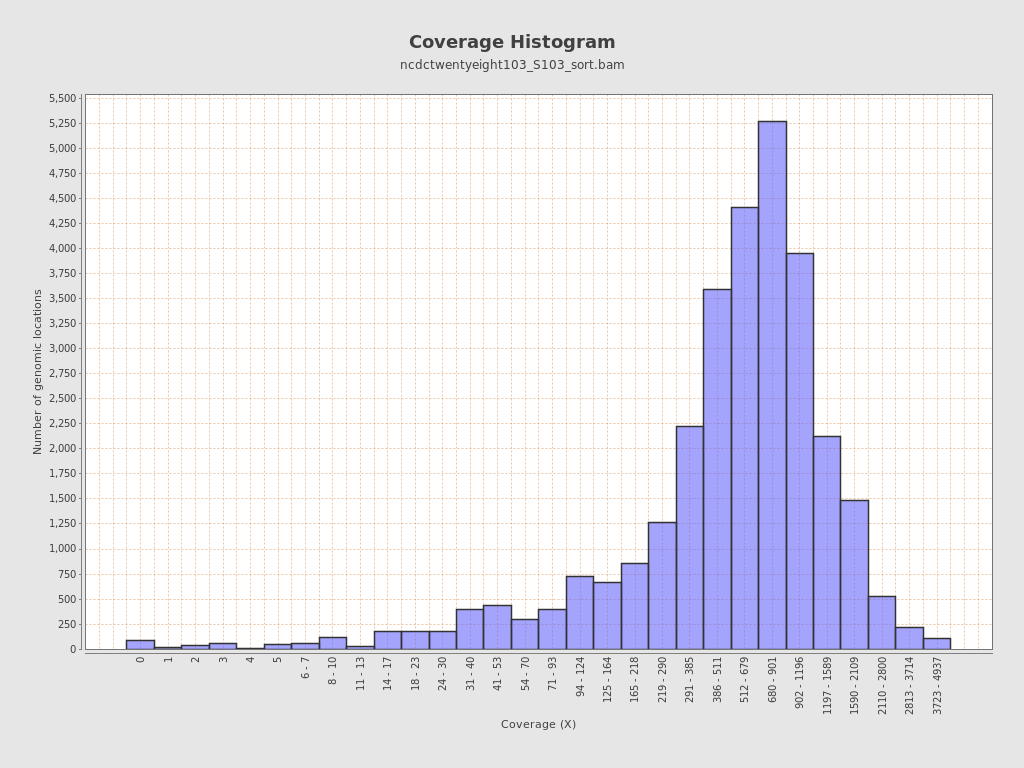 Coverage Histogram
ncdctwentyeight103_S103_sort.bam
5,500
5,250
5,000
4,750
4,500
4,250
4,000
3,750
3,500
3,250
3,000
2,750
2,500
2,250
2,000
1,750
1,500
1,250
1,000
750
500
250
0
Number of genomic locations
0
1
2
3
4
5
6 - 7
8 - 10
11 - 13
14 - 17
18 - 23
24 - 30
31 - 40
41 - 53
54 - 70
71 - 93
94 - 124
125 - 164
165 - 218
219 - 290
291 - 385
386 - 511
512 - 679
680 - 901
902 - 1196
1197 - 1589
1590 - 2109
2110 - 2800
2813 - 3714
3723 - 4937
Coverage (X)